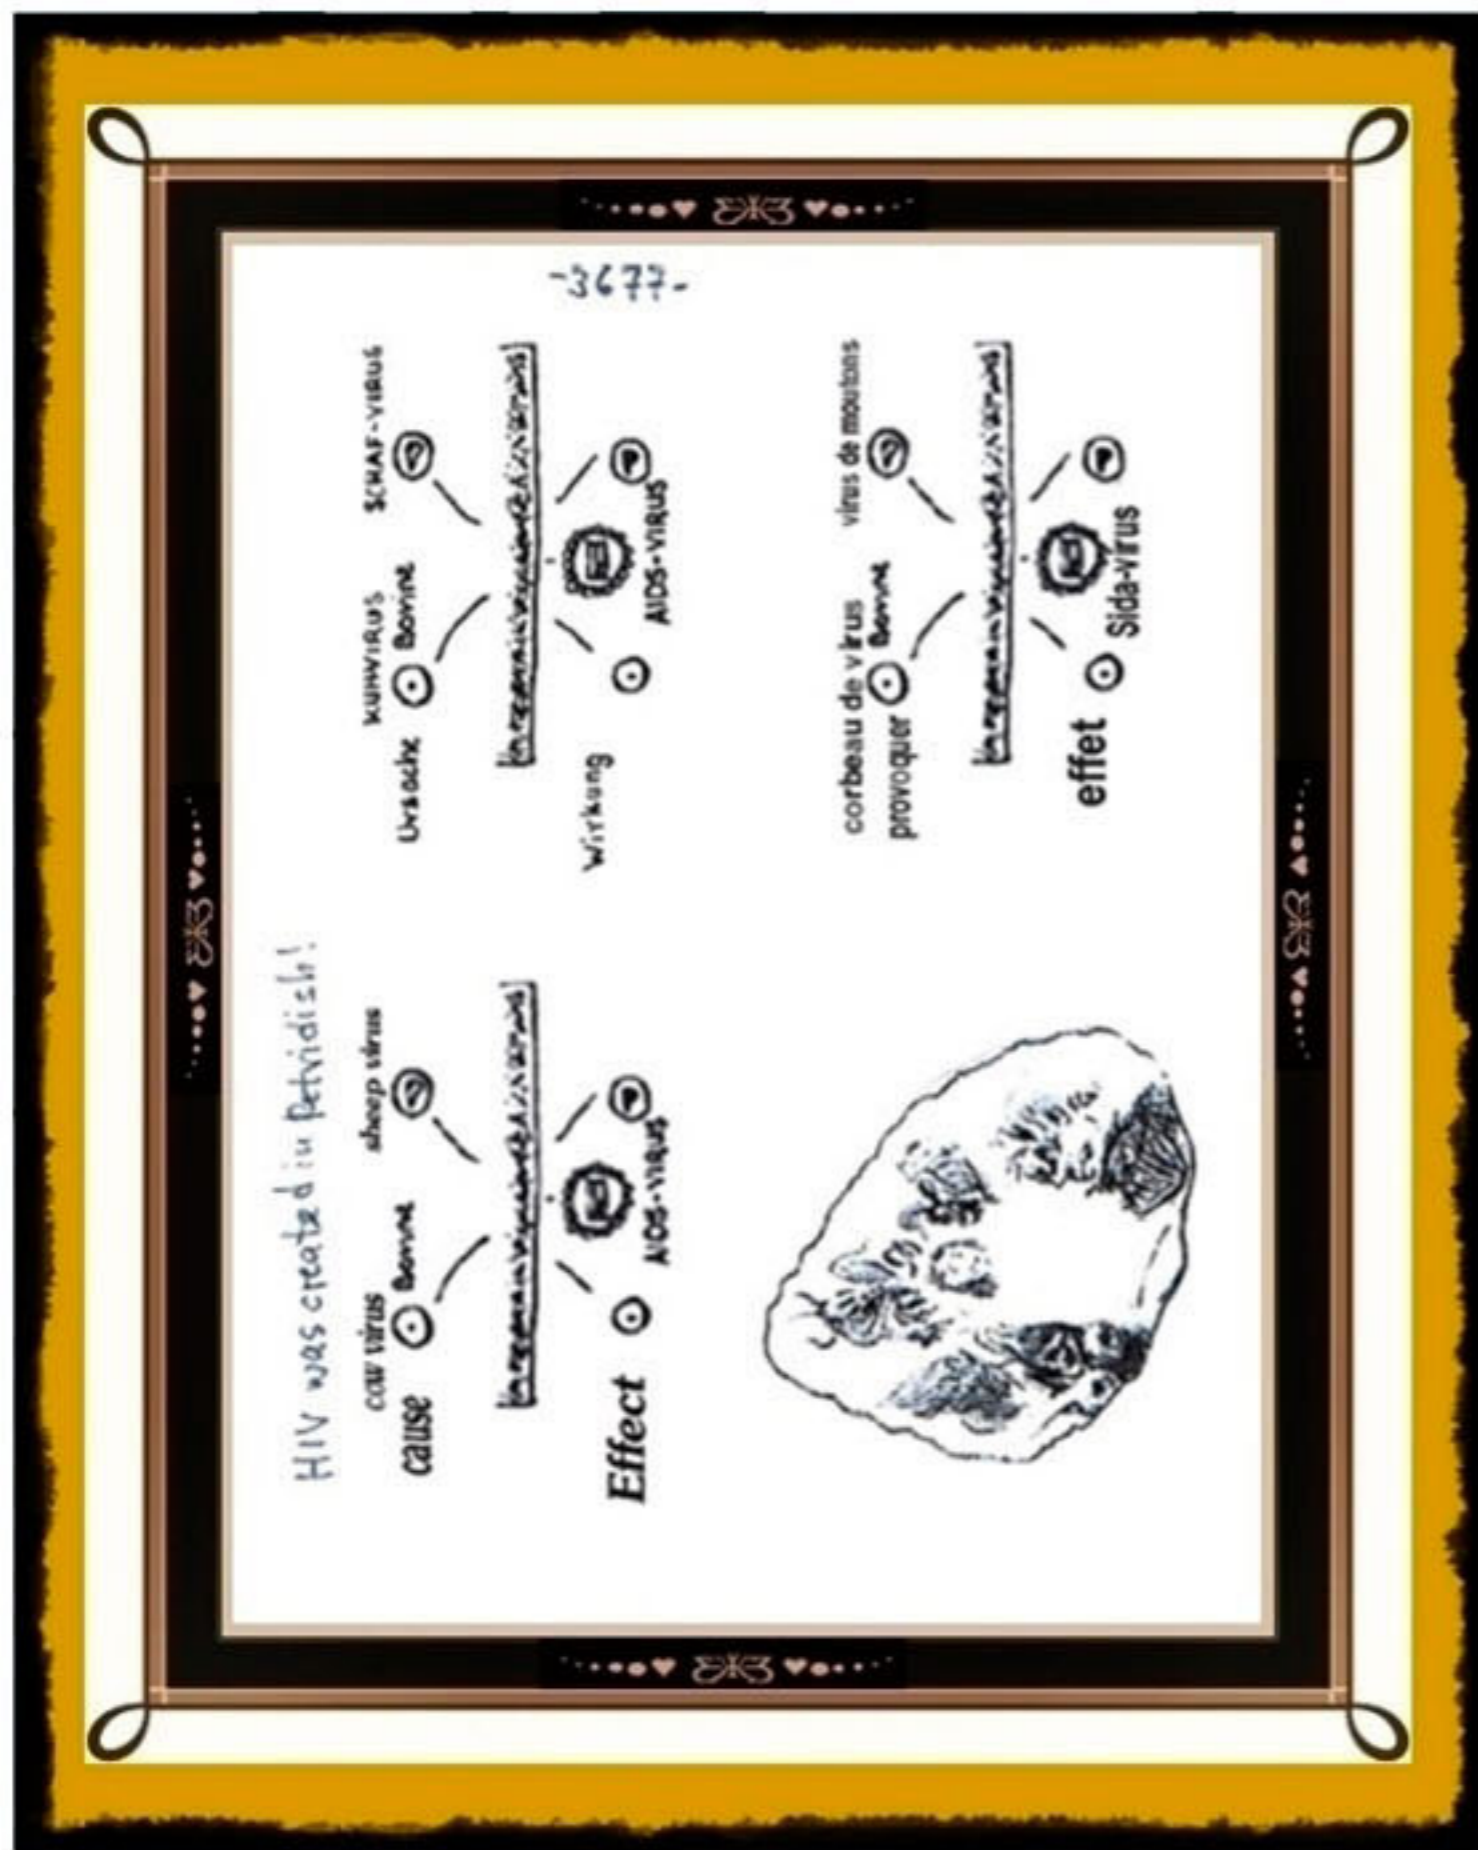 -3677-
HIV was created in Petridish!
cow virus
sheep virus
cause
Bovine
AIDS-VIRUS
Effect
KUHVIRUS
SCHAF-VIRUS
Ursache
Bovine
AIDS-VIRUS
Wirkung
corbeau de virus
virus de moutons
provoquer
Bovine
Sida-virus
effet